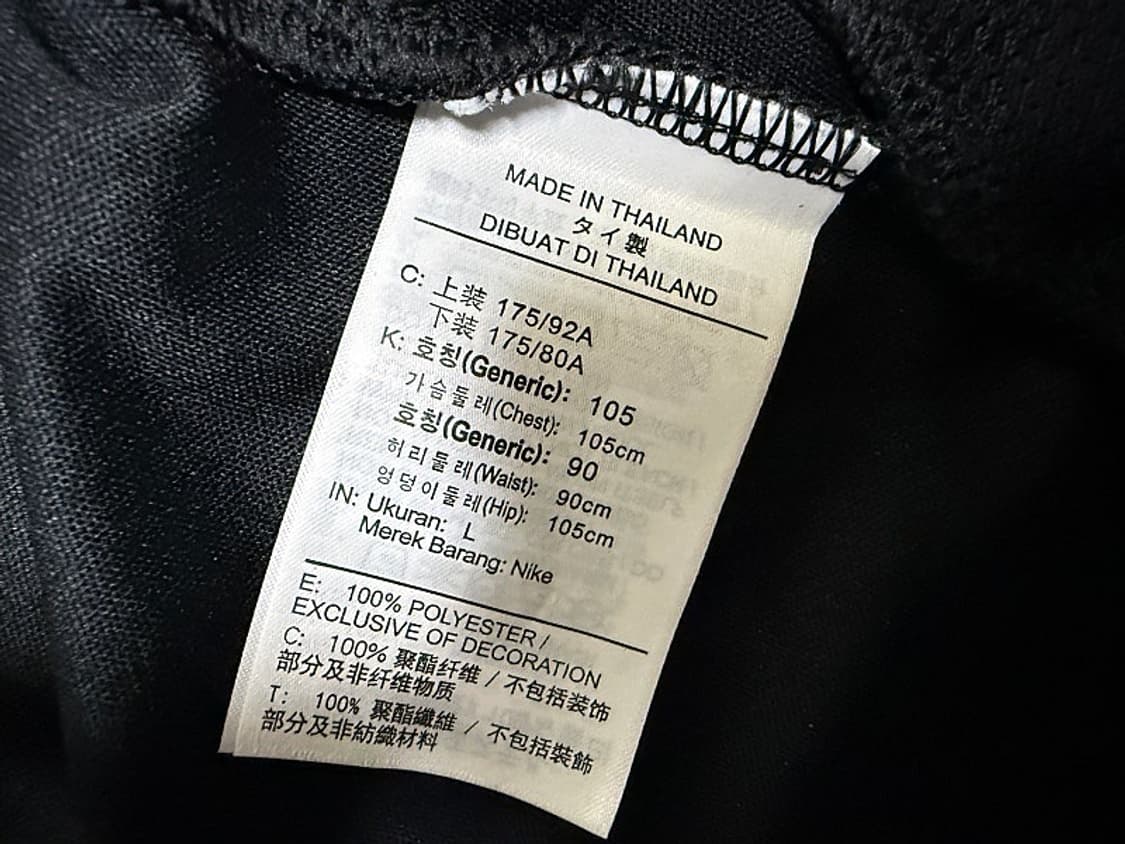 MADE IN THAILAND
タイ製
DIBUAT DI THAILAND
C: 上装 175/92A
下装 175/80A
K: 호칭(Generic): 105
가슴둘레(Chest): 105cm
호칭(Generic): 90
허리둘레(Waist): 90cm
엉덩이둘레(Hip): 105cm
IN: Ukuran: L
Merek Barang: Nike
E: 100% POLYESTER /
EXCLUSIVE OF DECORATION
C: 100% 聚酯纤维 / 不包括装饰
部分及非纤维物质
T: 100% 聚酯纖維 / 不包括裝飾
部分及非紡織材料